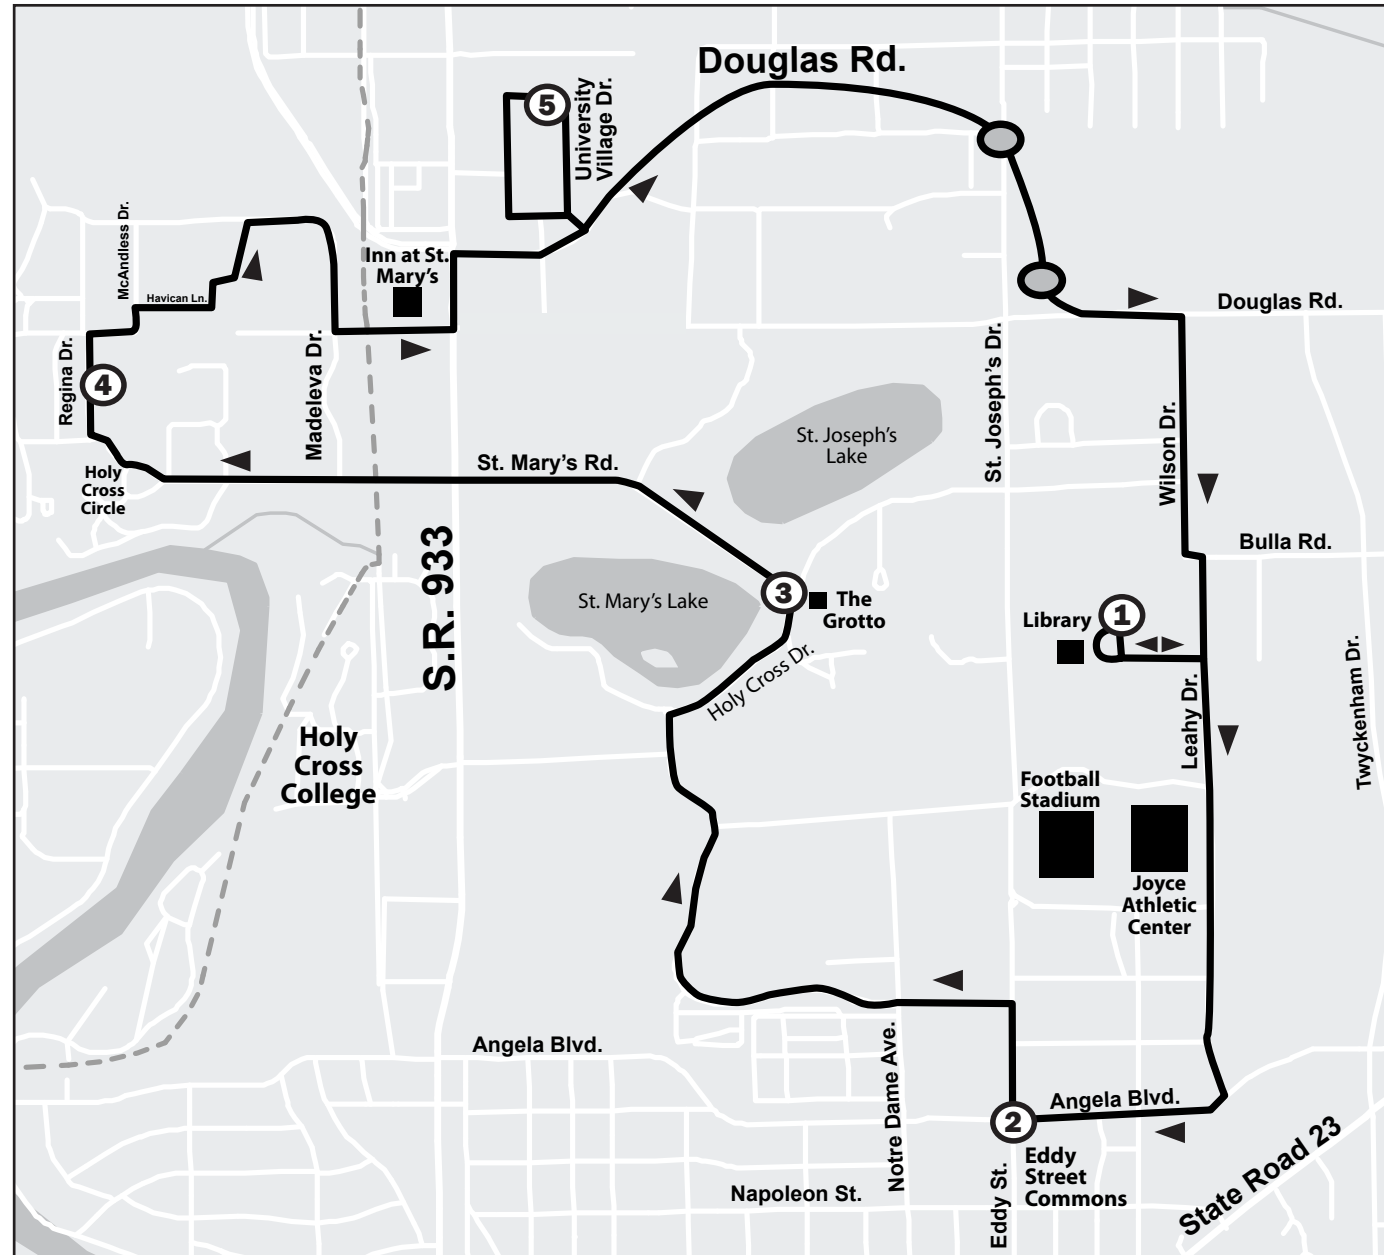 Douglas Rd.
5
University
Village Dr.
McAndless Dr.
Inn at St.
Mary's
Havican Ln.
Douglas Rd.
Regina Dr.
4
Madeleva Dr.
St. Joseph's Dr.
St. Joseph's
Lake
Wilson Dr.
St. Mary's Rd.
Holy
Cross
Circle
S.R. 933
Bulla Rd.
St. Mary's Lake
3
The
Grotto
Library
1
Holy Cross Dr.
Leahy Dr.
Twyckenham Dr.
Holy
Cross
College
Football
Stadium
Joyce
Athletic
Center
Angela Blvd.
Notre Dame Ave.
Angela Blvd.
2
Eddy
Street
Commons
Eddy St.
Napoleon St.
State Road 23